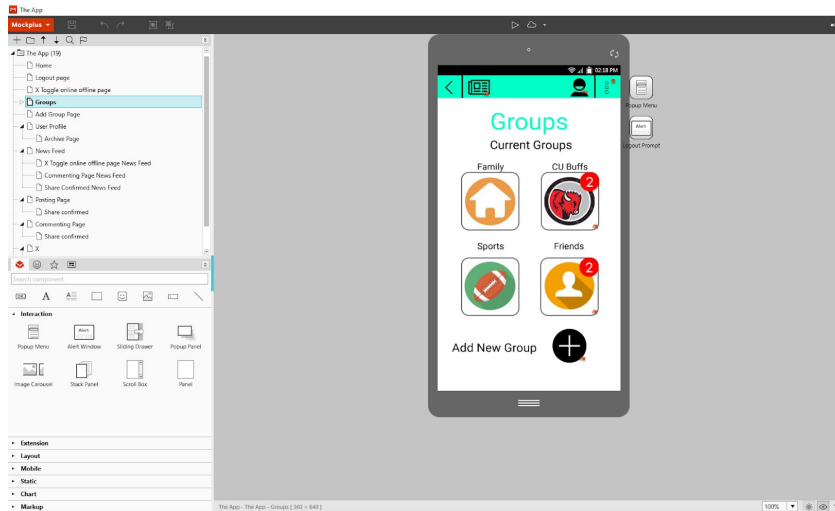 The App
Mockplus
The App (19)
Home
Logout page
X Toggle online offline page
Groups
Add Group Page
User Profile
Archive Page
News Feed
X Toggle online offline page News Feed
Commenting Page News Feed
Share Confirmed News Feed
Posting Page
Share confirmed
Commenting Page
Share confirmed
X
Search component
OK A A
Interaction
Alert
Popup Menu Alert Window Sliding Drawer Popup Panel
Image Carousel Stack Panel Scroll Box Panel
Extension
Layout
Mobile
Static
Chart
Markup
02:18 PM
Groups
Current Groups
Family CU Buffs
2
Sports Friends
2
Add New Group
Popup Menu
Alert
Logout Prompt
The App - The App - Groups [ 360 × 640 ]
100%